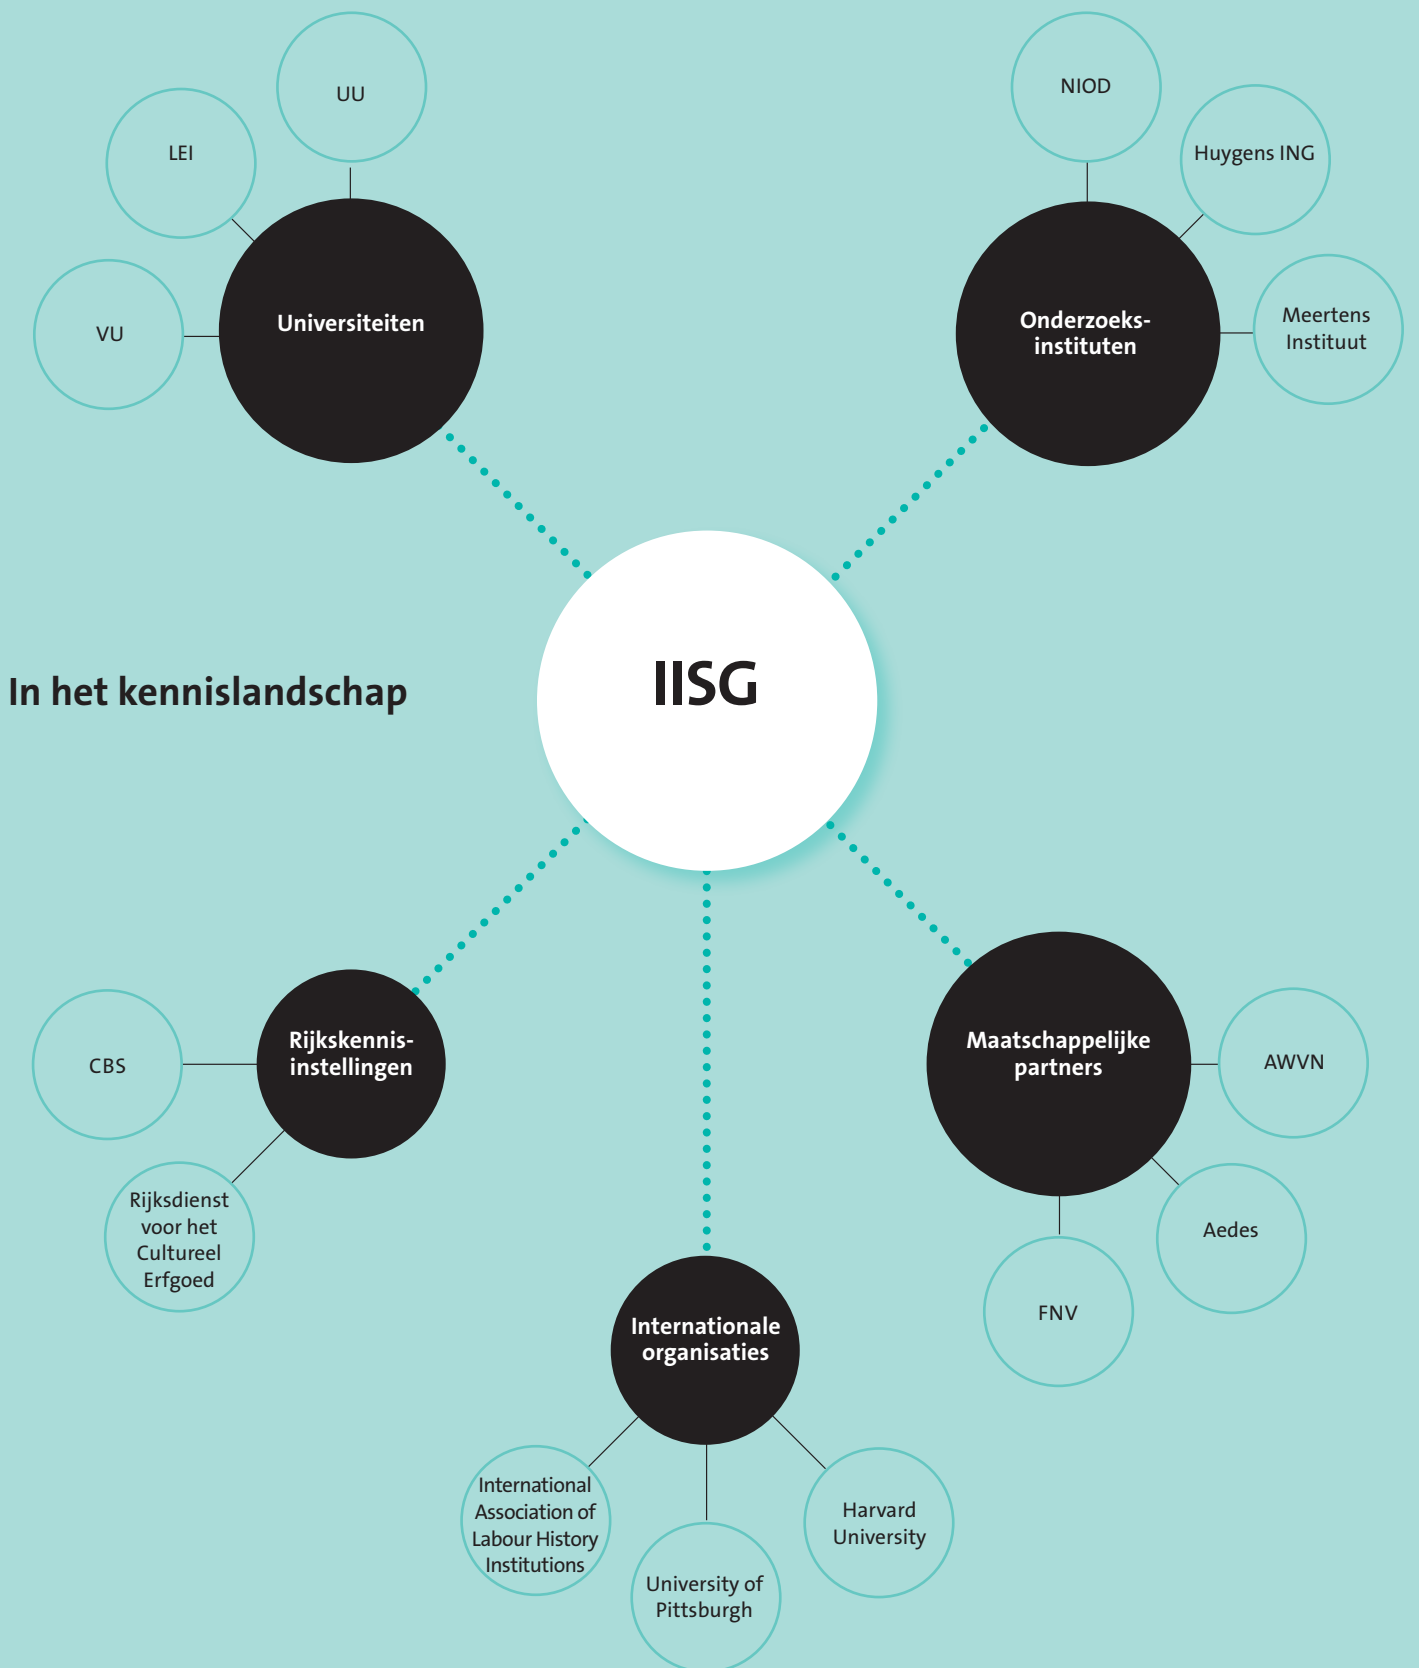 UU
LEI
VU
Universiteiten
NIOD
Huygens ING
Meertens
Instituut
Onderzoeks-
instituten
IISG
In het kennislandschap
Rijkskennis-
instellingen
CBS
Rijksdienst
voor het
Cultureel
Erfgoed
Maatschappelijke
partners
AWVN
Aedes
FNV
Internationale
organisaties
International
Association of
Labour History
Institutions
University of
Pittsburgh
Harvard
University